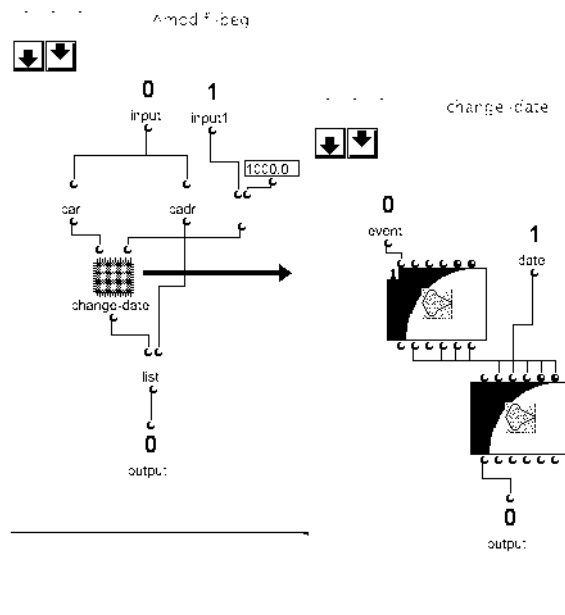 0
1
input
input1
1000.0
car
cadr
change-date
list
0
output
change-date
0
event
1
date
1
0
output